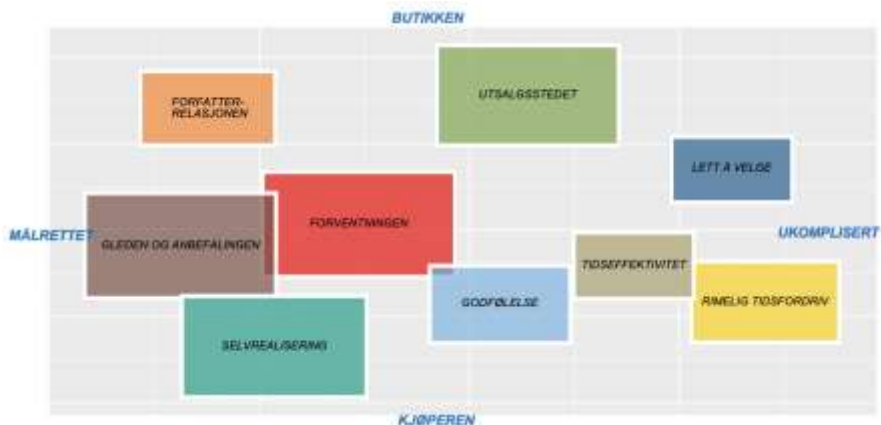 BUTIKKEN
FORFATTER-
RELASJONEN
UTSALGSSTEDET
LETT Å VELGE
FORVENTNINGEN
MÅLRETTET
GLEDEN OG ANBEFALINGEN
UKOMPLISERT
TIDSEFFEKTIVITET
GODFØLELSE
RIMELIG TIDSFORDRIV
SELVREALISERING
KJØPEREN